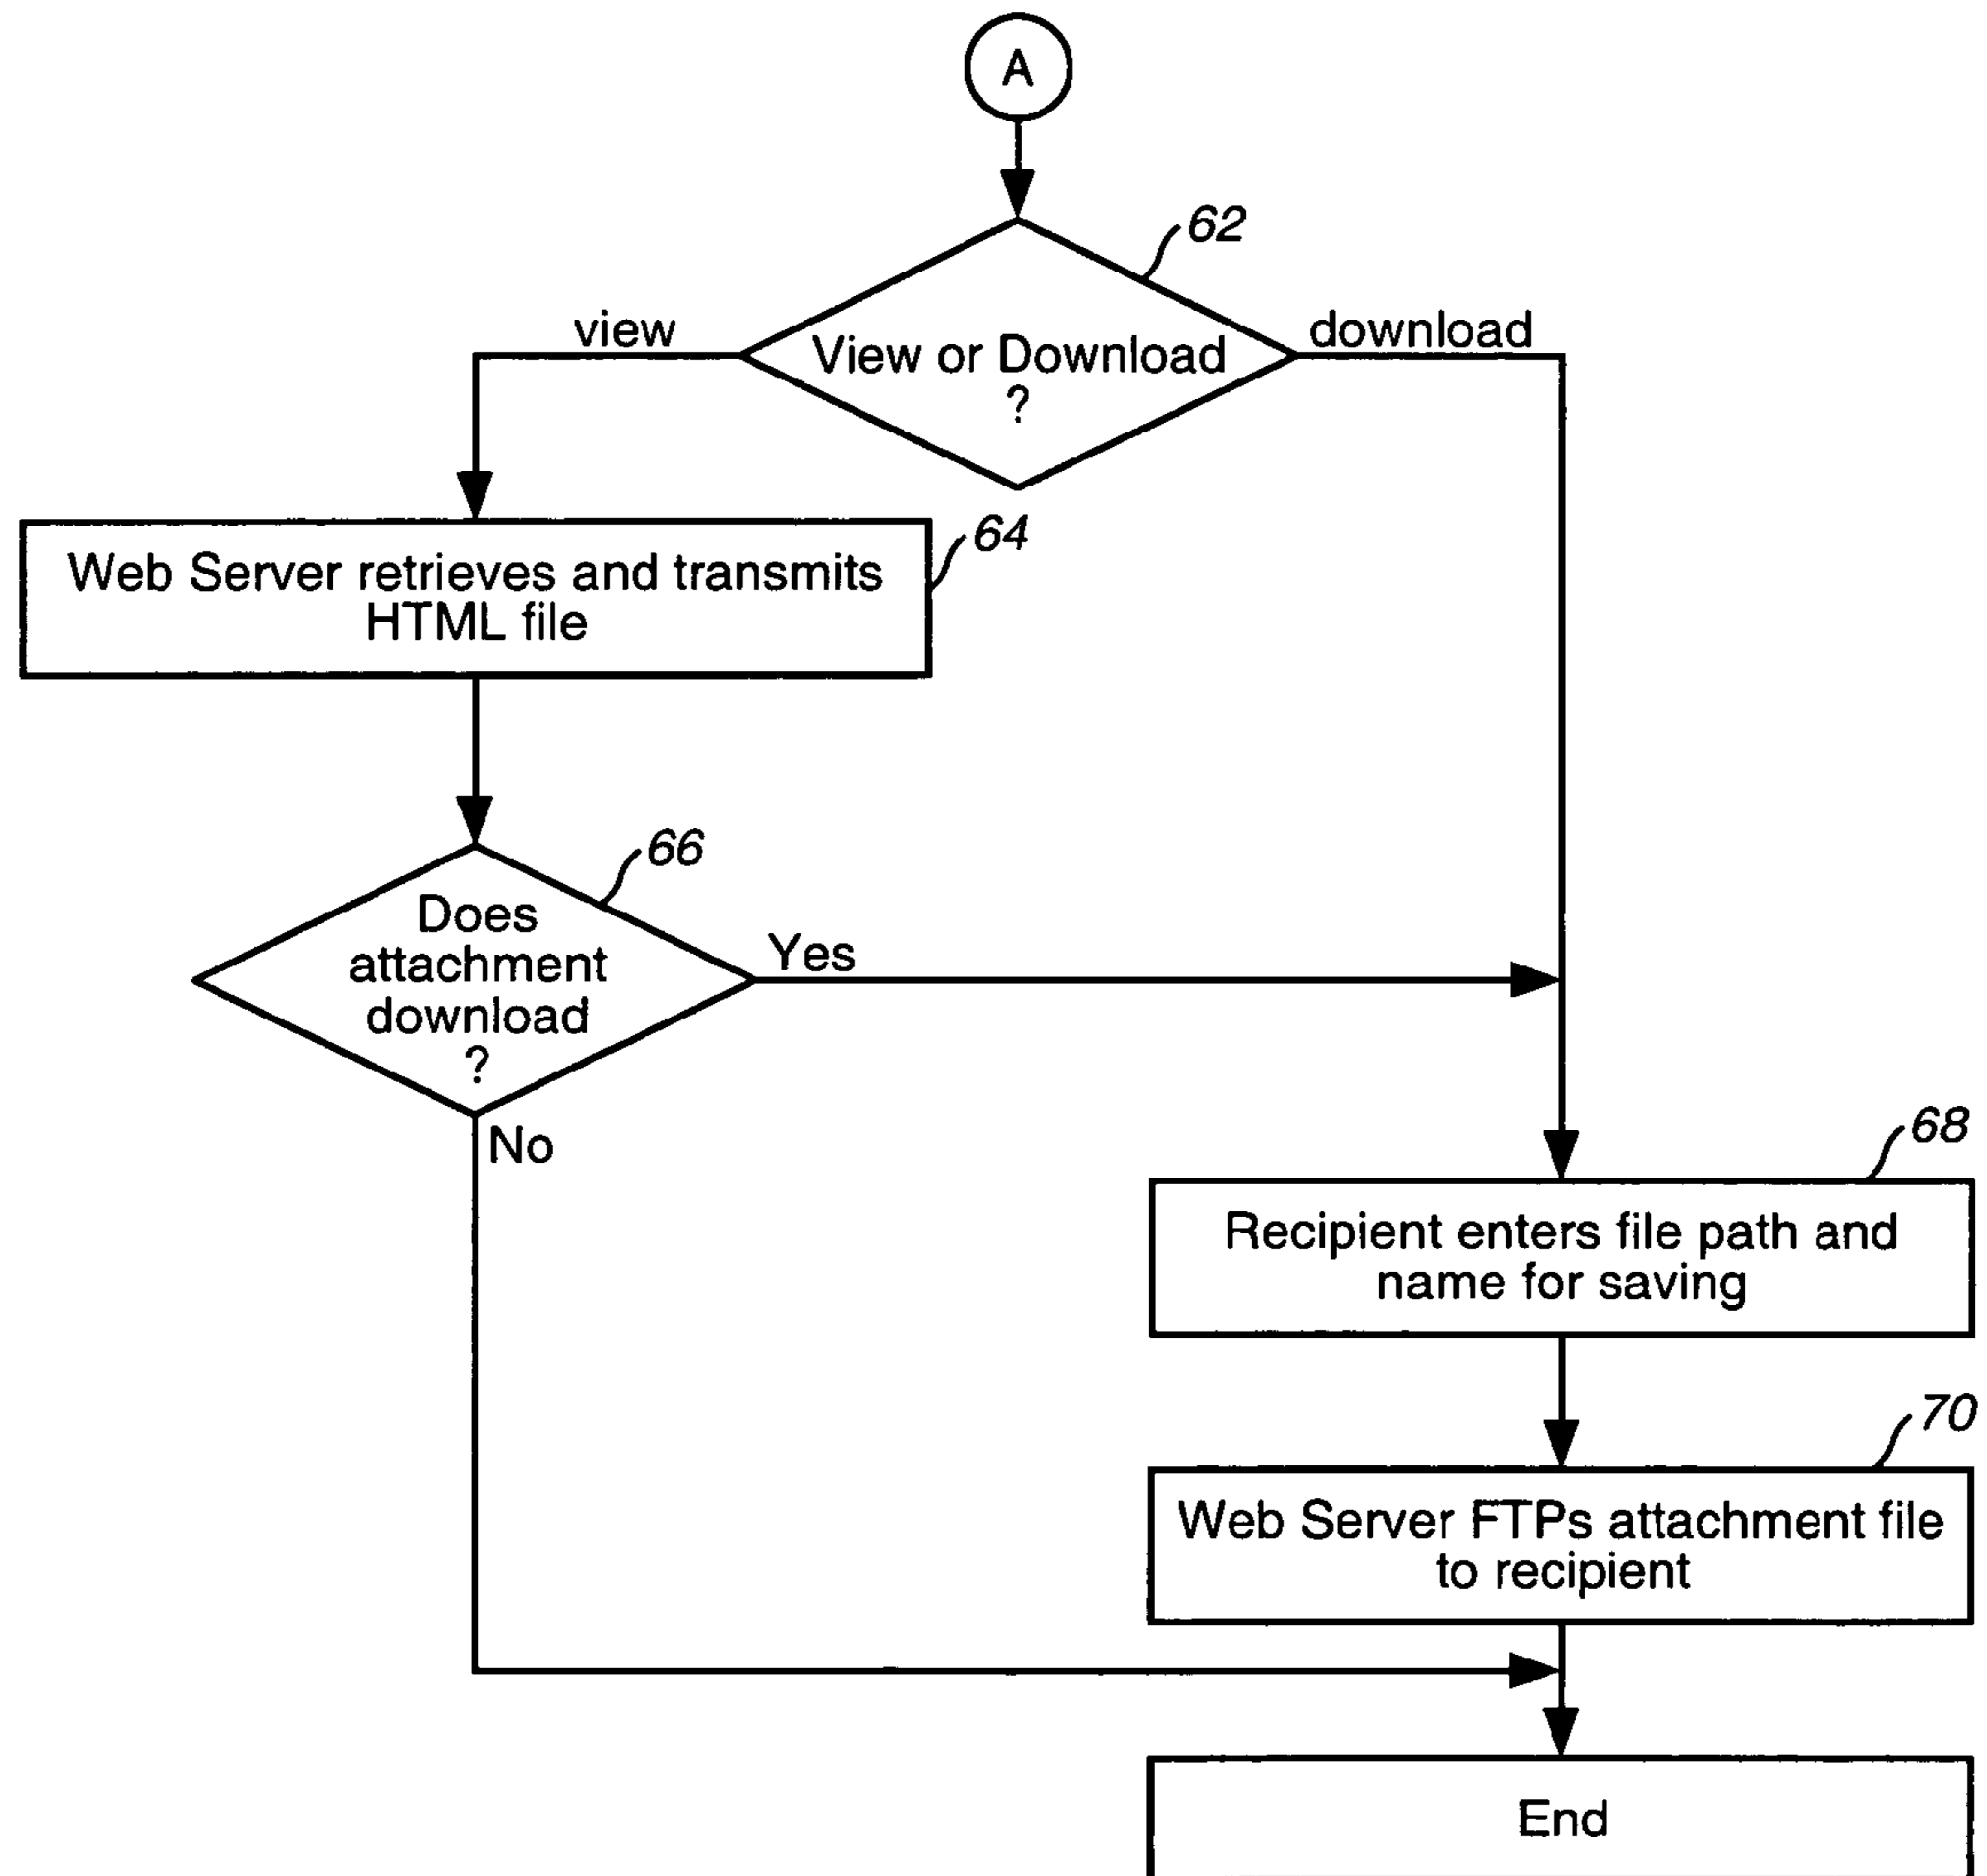 A
62
view
download
View or Download
?
64
Web Server retrieves and transmits
HTML file
66
Does
attachment
download
?
Yes
No
68
Recipient enters file path and
name for saving
70
Web Server FTPs attachment file
to recipient
End